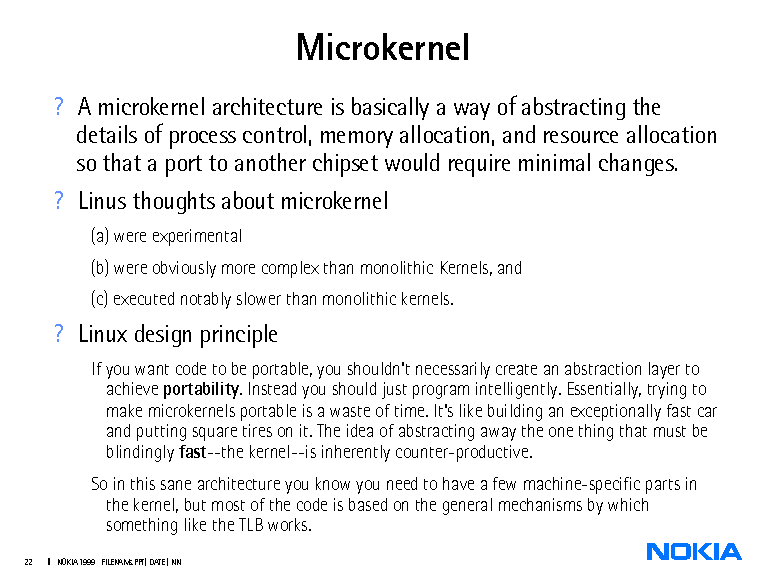 Microkernel
? A microkernel architecture is basically a way of abstracting the
details of process control, memory allocation, and resource allocation
so that a port to another chipset would require minimal changes.
? Linus thoughts about microkernel
(a) were experimental
(b) were obviously more complex than monolithic Kernels, and
(c) executed notably slower than monolithic kernels.
? Linux design principle
If you want code to be portable, you shouldn't necessarily create an abstraction layer to
achieve portability. Instead you should just program intelligently. Essentially, trying to
make microkernels portable is a waste of time. It's like building an exceptionally fast car
and putting square tires on it. The idea of abstracting away the one thing that must be
blindingly fast--the kernel--is inherently counter-productive.
So in this sane architecture you know you need to have a few machine-specific parts in
the kernel, but most of the code is based on the general mechanisms by which
something like the TLB works.
22 | NOKIA 1999 FILENAMs.PPT | DATE | NN
NOKIA